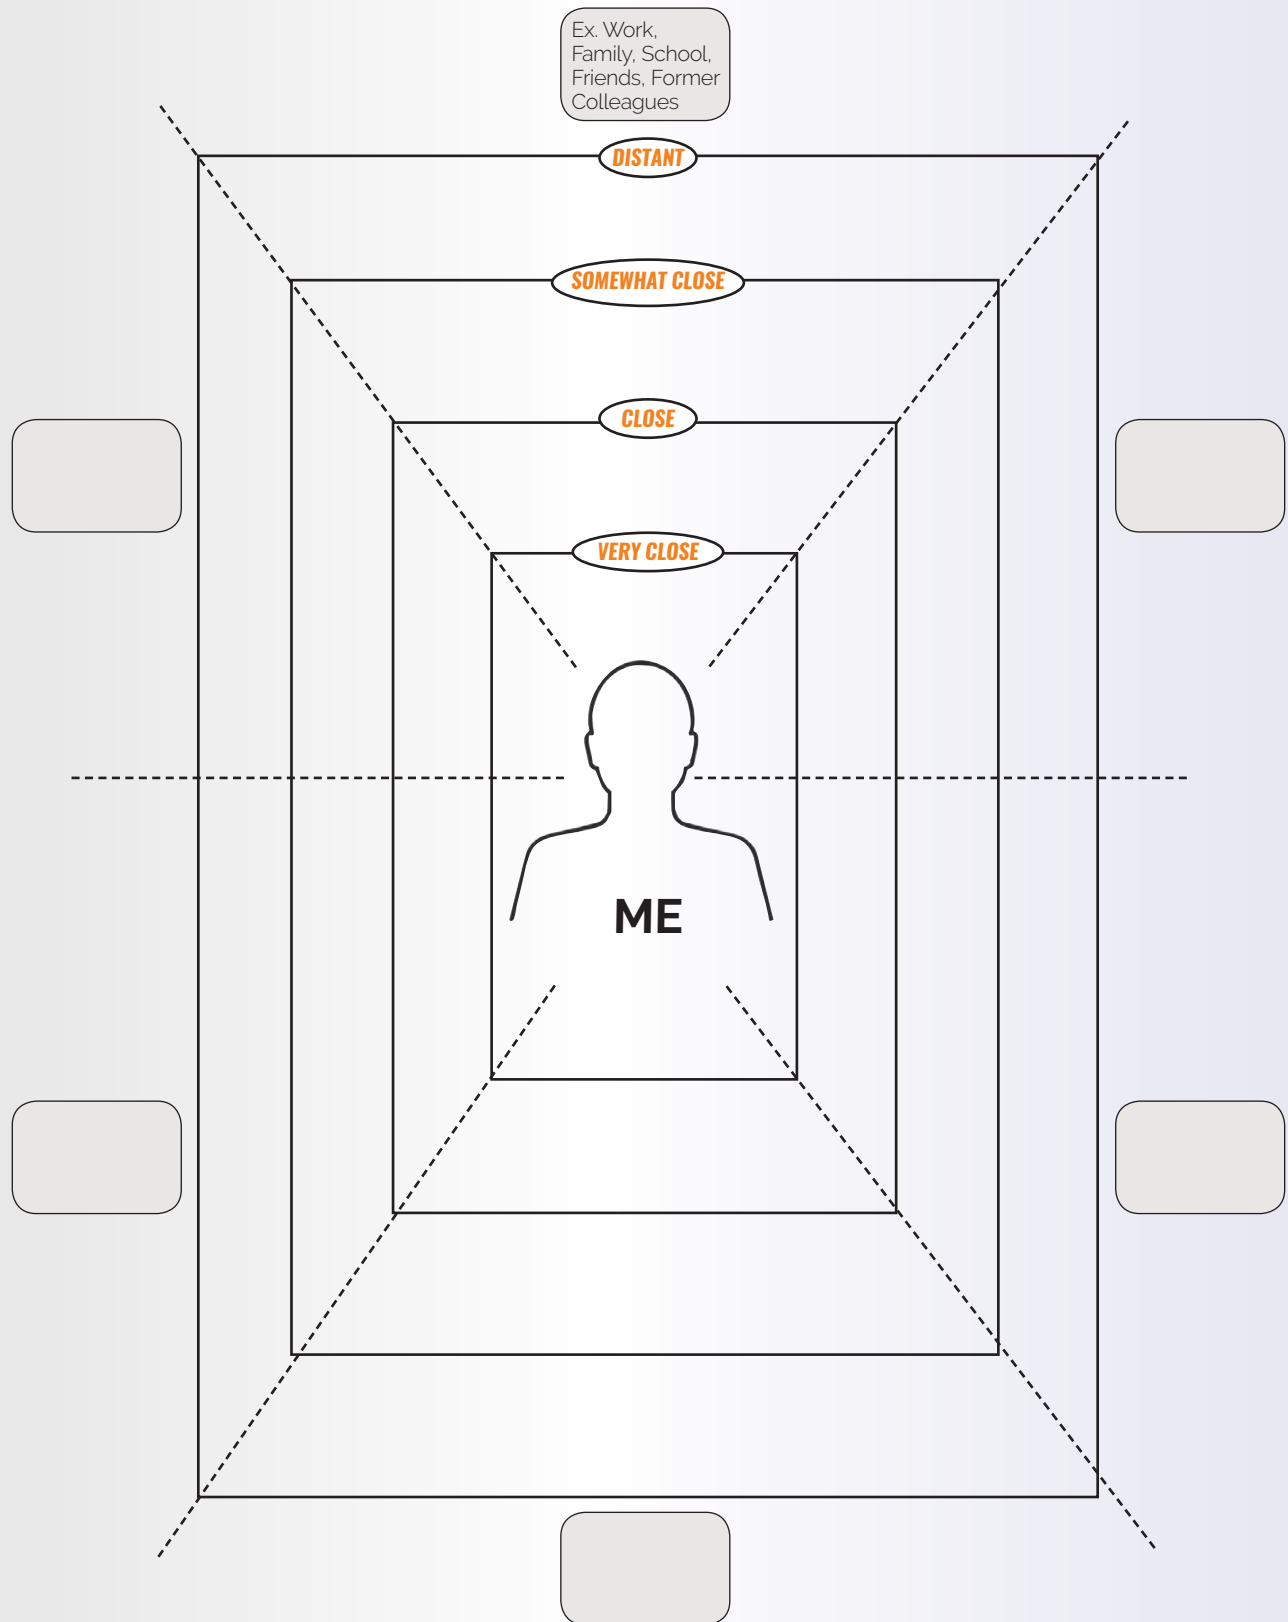 Ex. Work,
Family, School,
Friends, Former
Colleagues
DISTANT
SOMEWHAT CLOSE
CLOSE
VERY CLOSE
ME